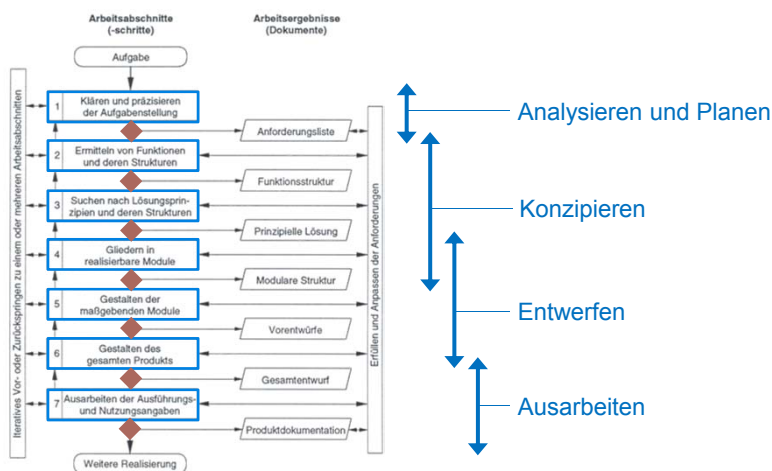 Arbeitsabschnitte
(-schritte)
Arbeitsergebnisse
(Dokumente)
Aufgabe
1 Klären und präzisieren
der Aufgabenstellung
Anforderungsliste
2 Ermitteln von Funktionen
und deren Strukturen
Funktionsstruktur
3 Suchen nach Lösungsprin-
zipien und deren Strukturen
Prinzipielle Lösung
4 Gliedern in
realisierbare Module
Modulare Struktur
5 Gestalten der
maßgebenden Module
Vorentwürfe
6 Gestalten des
gesamten Produkts
Gesamtentwurf
7 Ausarbeiten der Ausführungs-
und Nutzungsangaben
Produktdokumentation
Weitere Realisierung
Iteratives Vor- oder Zurückspringen zu einem oder mehreren Arbeitsabschnitten
Erfüllen und Anpassen der Anforderungen
Analysieren und Planen
Konzipieren
Entwerfen
Ausarbeiten